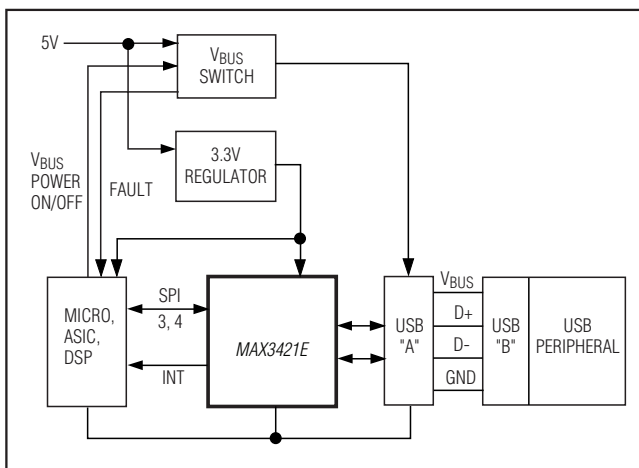 5V
VBUS
SWITCH
3.3V
REGULATOR
VBUS
POWER
ON/OFF
FAULT
MICRO,
ASIC,
DSP
SPI
3, 4
INT
MAX3421E
USB
"A"
VBUS
D+
D-
GND
USB
"B"
USB
PERIPHERAL